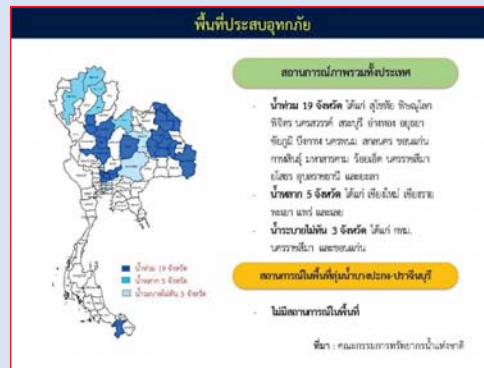 พื้นที่ประสบอุทกภัย
สถานการณ์ภาพรวมทั้งประเทศ
- น้ำท่วม 19 จังหวัด ได้แก่ สุโขทัย พิษณุโลก
พิจิตร นครสวรรค์ สระบุรี อ่างทอง อยุธยา
ชัยภูมิ บึงกาฬ นครพนม สกลนคร ขอนแก่น
กาฬสินธุ์ มหาสารคาม ร้อยเอ็ด นครราชสีมา
ยโสธร อุบลราชธานี และยะลา
- น้ำหลาก 5 จังหวัด ได้แก่ เชียงใหม่ เชียงราย
พะเยา แพร่ และเลย
- น้ำระบายไม่ทัน 3 จังหวัด ได้แก่ กทม.
นครราชสีมา และขอนแก่น
น้ำท่วม 19 จังหวัด
น้ำหลาก 5 จังหวัด
น้ำระบายไม่ทัน 3 จังหวัด
สถานการณ์ในพื้นที่ลุ่มน้ำบางปะกง-ปราจีนบุรี
- ไม่มีสถานการณ์ในพื้นที่
ที่มา : คณะกรรมการทรัพยากรน้ำแห่งชาติ